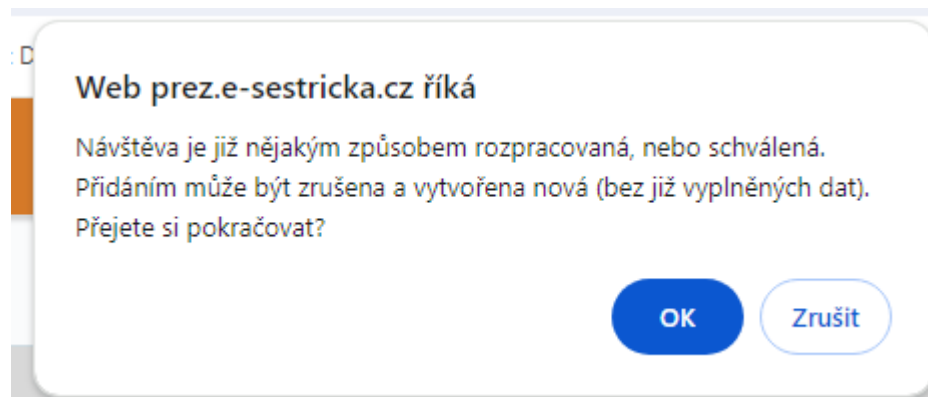 : D
Web prez.e-sestricka.cz říká
Návštěva je již nějakým způsobem rozpracovaná, nebo schválená.
Přidáním může být zrušena a vytvořena nová (bez již vyplněných dat).
Přejete si pokračovat?
OK
Zrušit